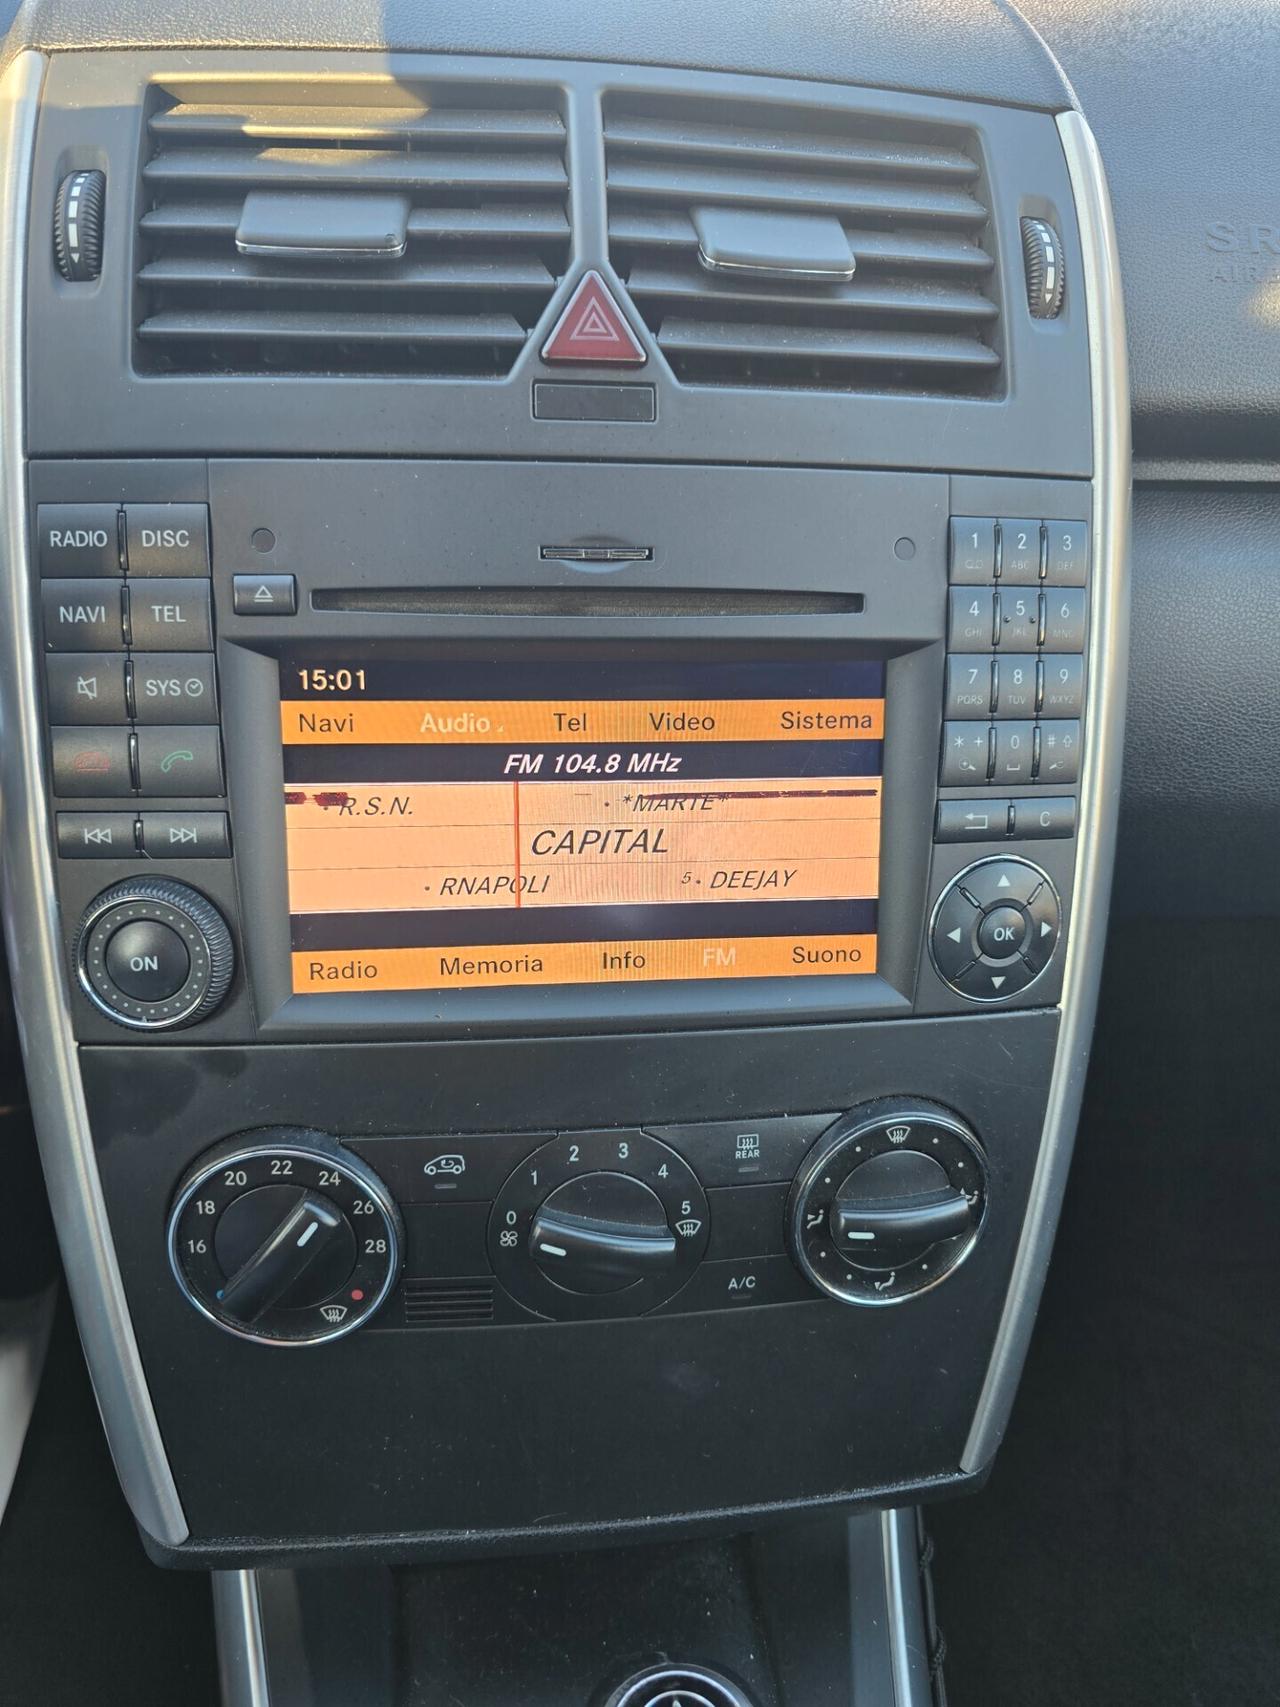 SR
AIR
RADIO DISC
NAVI TEL
SYS
ON
1 2 3
ABC DEF
4 5 6
GHI JKL MNO
7 8 9
PQRS TUV WXYZ
* + 0 # ⇧
C
OK
15:01
Navi Audio Tel Video Sistema
FM 104.8 MHz
· R.S.N. · *MARTE*
CAPITAL
· RNAPOLI 5· DEEJAY
Radio Memoria Info FM Suono
16 18 20 22 24 26 28
0 1 2 3 4 5
REAR
A/C